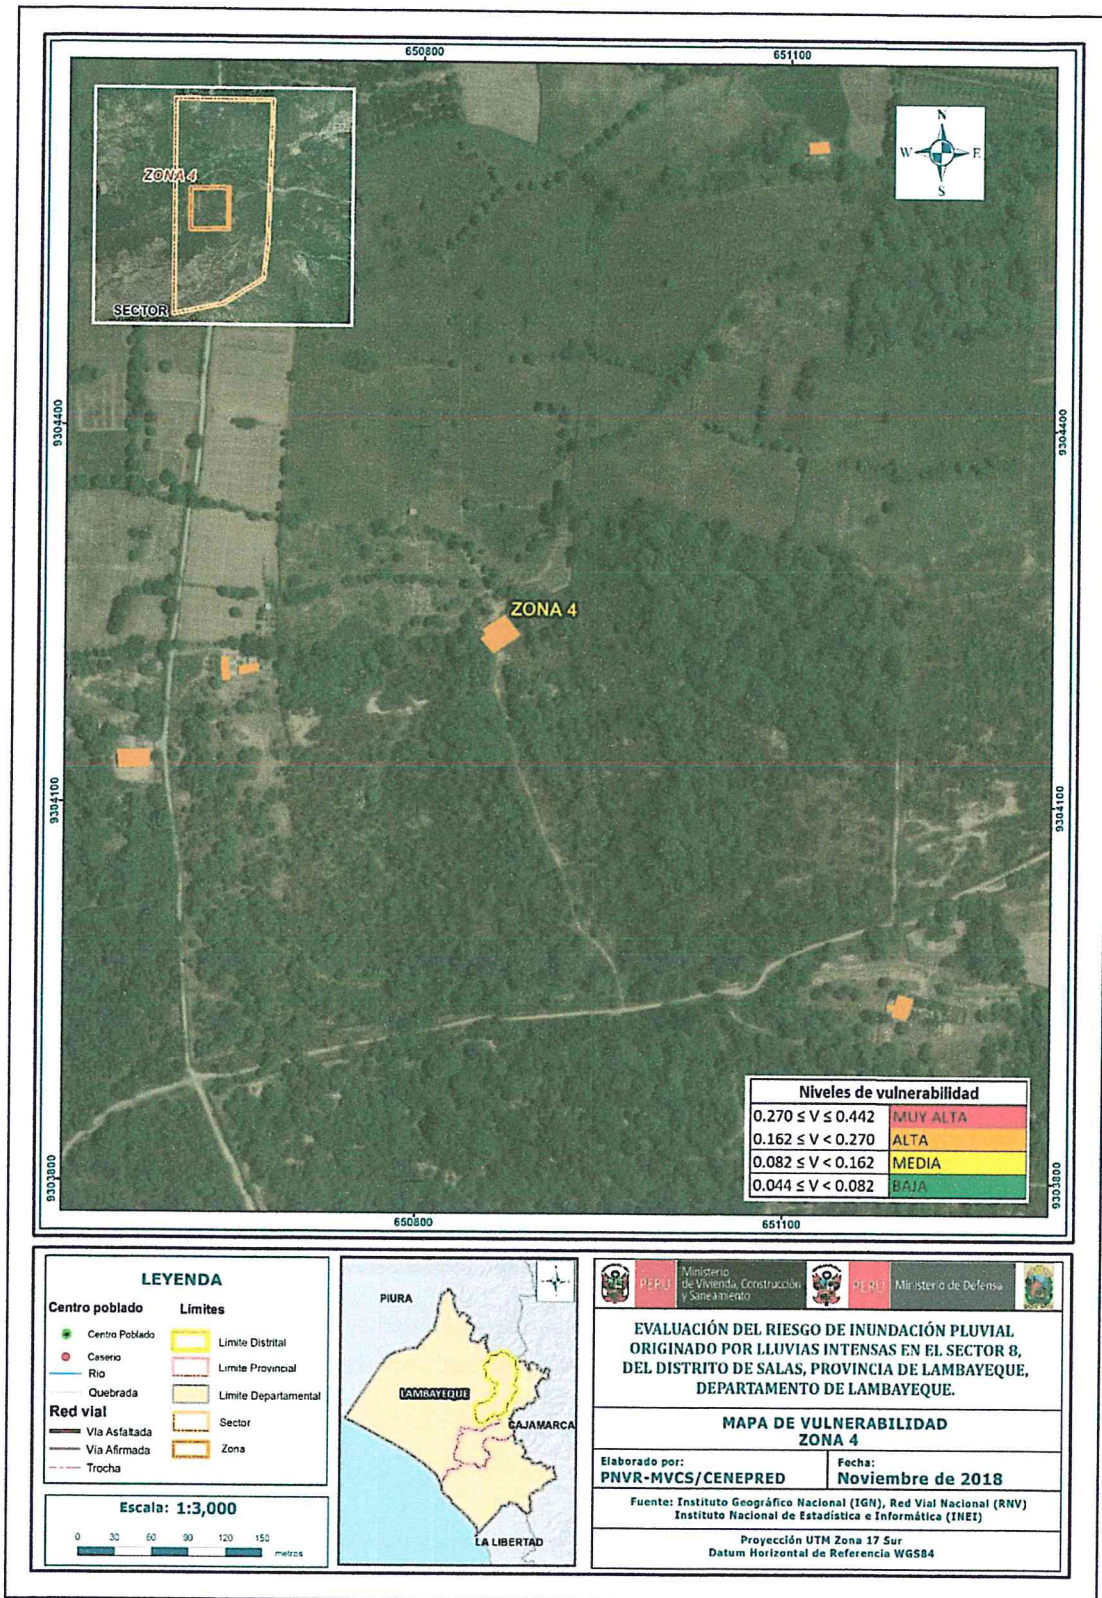 650800
651100
N
W
E
S
ZONA 4
SECTOR
9304400
9304400
ZONA 4
9304100
9304100
Niveles de vulnerabilidad
0.270 ≤ V ≤ 0.442 MUY ALTA
0.162 ≤ V < 0.270 ALTA
0.082 ≤ V < 0.162 MEDIA
0.044 ≤ V < 0.082 BAJA
9303800
9303800
650800
651100
LEYENDA
Centro poblado
Centro Poblado
Caserio
Rio
Quebrada
Red vial
Vía Asfaltada
Vía Afirmada
Trocha
Límites
Limite Distrital
Limite Provincial
Limite Departamental
Sector
Zona
Escala: 1:3,000
0 30 60 90 120 150
metros
PIURA
LAMBAYEQUE
CAJAMARCA
LA LIBERTAD
PERÚ
Ministerio
de Vivienda, Construcción
y Saneamiento
PERÚ
Ministerio de Defensa
EVALUACIÓN DEL RIESGO DE INUNDACIÓN PLUVIAL
ORIGINADO POR LLUVIAS INTENSAS EN EL SECTOR 8,
DEL DISTRITO DE SALAS, PROVINCIA DE LAMBAYEQUE,
DEPARTAMENTO DE LAMBAYEQUE.
MAPA DE VULNERABILIDAD
ZONA 4
Elaborado por:
PNVR-MVCS/CENEPRED
Fecha:
Noviembre de 2018
Fuente: Instituto Geográfico Nacional (IGN), Red Vial Nacional (RNV)
Instituto Nacional de Estadística e Informática (INEI)
Proyección UTM Zona 17 Sur
Datum Horizontal de Referencia WGS84